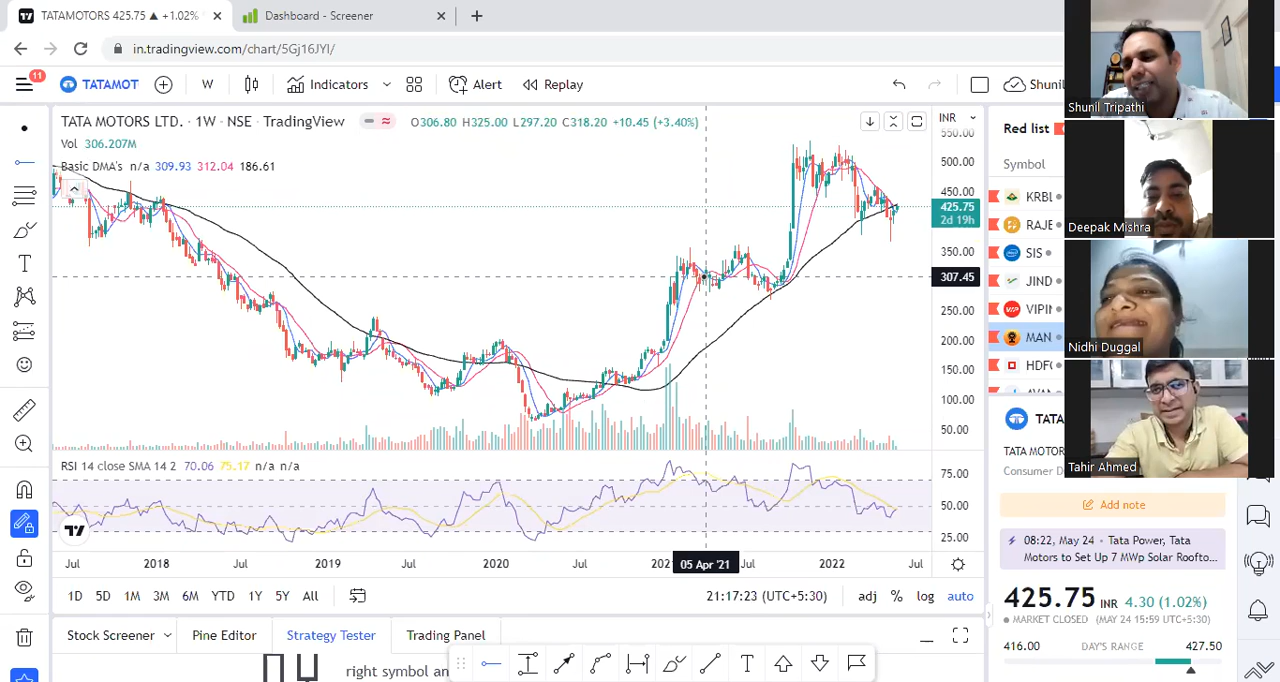 TATAMOTORS 425.75 ▲ +1.02%
Dashboard - Screener
in.tradingview.com/chart/5Gj16JYI/
11
TATAMOT
W
Indicators
Alert
Replay
Shunil
TATA MOTORS LTD. · 1W · NSE · TradingView
O306.80 H325.00 L297.20 C318.20 +10.45 (+3.40%)
Vol 306.207M
Basic DMA's n/a 309.93 312.04 186.61
INR
550.00
500.00
450.00
425.75
2d 19h
350.00
307.45
250.00
200.00
150.00
100.00
50.00
RSI 14 close SMA 14 2 70.06 75.17 n/a n/a
75.00
50.00
25.00
Jul 2018 Jul 2019 Jul 2020 Jul 202 05 Apr '21 Jul 2022 Jul
1D 5D 1M 3M 6M YTD 1Y 5Y All
21:17:23 (UTC+5:30)
adj % log auto
Stock Screener
Pine Editor
Strategy Tester
Trading Panel
right symbol an
Red list
Symbol
KRBL
RAJE
SIS
JIND
VIPIN
MAN
HDFC
TATA
TATA MOTOR
Consumer D
Add note
08:22, May 24 • Tata Power, Tata
Motors to Set Up 7 MWp Solar Roofto...
425.75 INR 4.30 (1.02%)
MARKET CLOSED (MAY 24 15:59 UTC+5:30)
416.00 DAY'S RANGE 427.50
Shunil Tripathi
Deepak Mishra
Nidhi Duggal
Tahir Ahmed